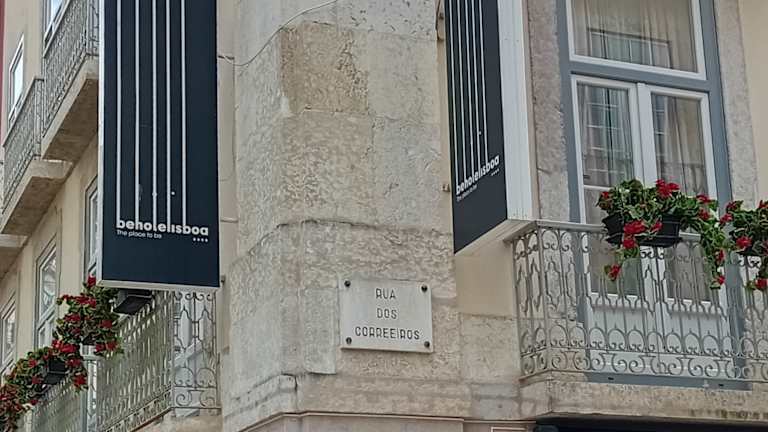 beholelisboa
The place to be
beholelisboa
The place to be
RUA
DOS
CORREEIROS